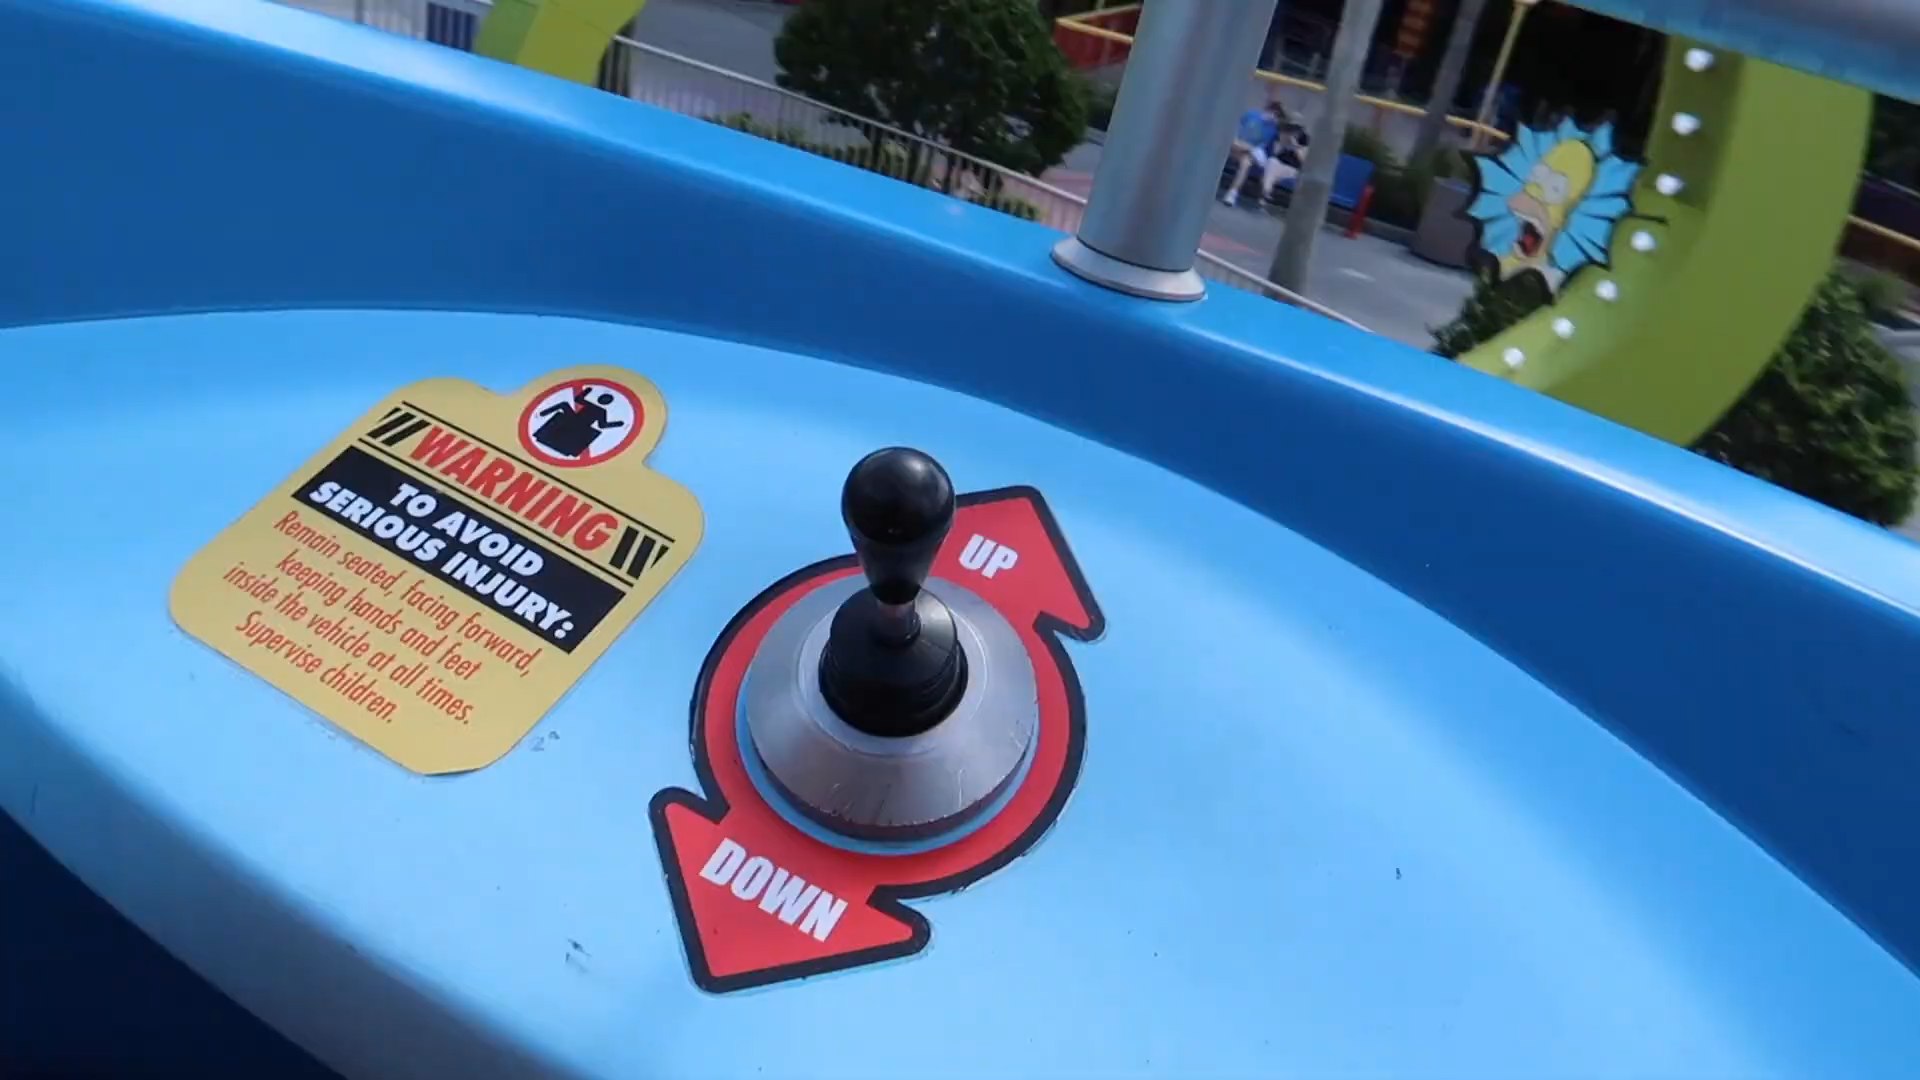 WARNING
TO AVOID
SERIOUS INJURY:
Remain seated, facing forward,
keeping hands and feet
inside the vehicle at all times.
Supervise children.
UP
DOWN